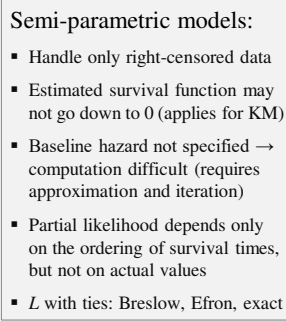 Semi-parametric models:
▪ Handle only right-censored data
▪ Estimated survival function may
not go down to 0 (applies for KM)
▪ Baseline hazard not specified →
computation difficult (requires
approximation and iteration)
▪ Partial likelihood depends only
on the ordering of survival times,
but not on actual values
▪ L with ties: Breslow, Efron, exact